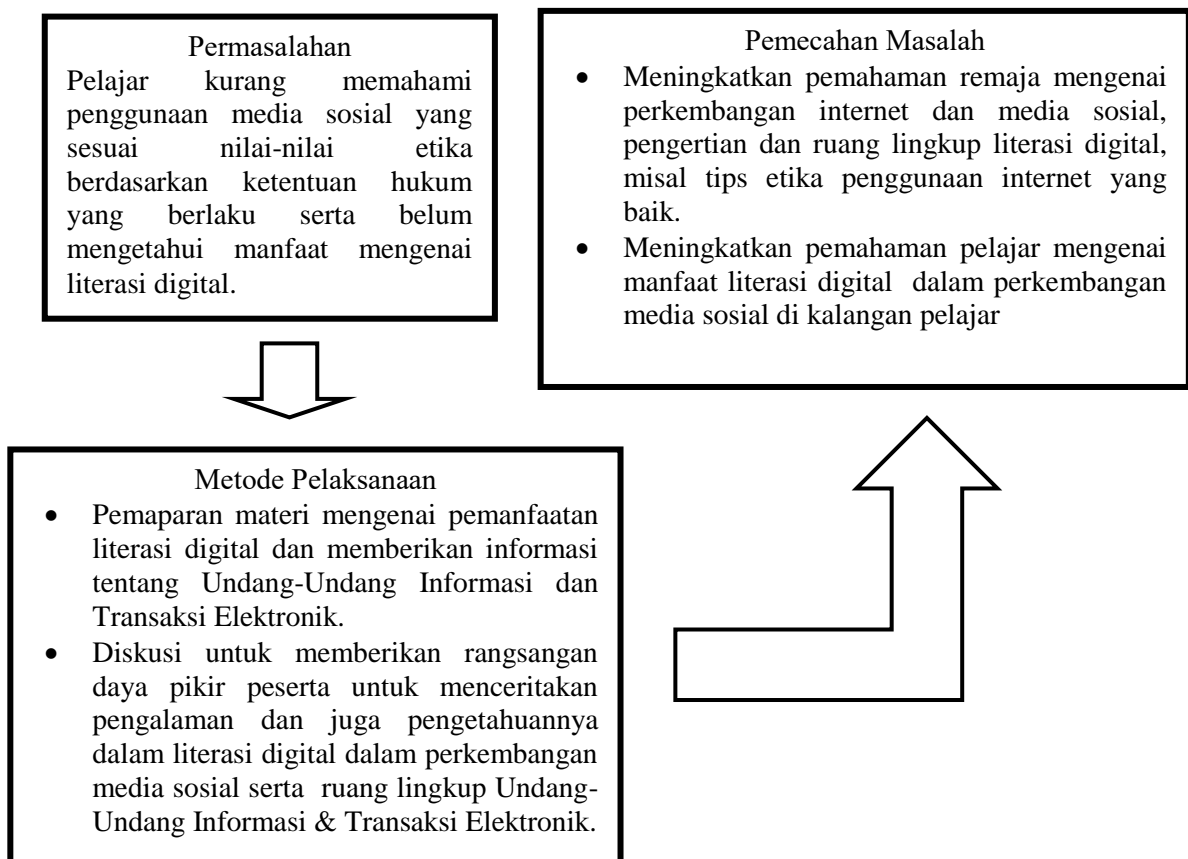 Permasalahan
Pelajar kurang memahami
penggunaan media sosial yang
sesuai nilai-nilai etika
berdasarkan ketentuan hukum
yang berlaku serta belum
mengetahui manfaat mengenai
literasi digital.
Metode Pelaksanaan
• Pemaparan materi mengenai pemanfaatan
literasi digital dan memberikan informasi
tentang Undang-Undang Informasi dan
Transaksi Elektronik.
• Diskusi untuk memberikan rangsangan
daya pikir peserta untuk menceritakan
pengalaman dan juga pengetahuannya
dalam literasi digital dalam perkembangan
media sosial serta ruang lingkup Undang-
Undang Informasi & Transaksi Elektronik.
Pemecahan Masalah
• Meningkatkan pemahaman remaja mengenai
perkembangan internet dan media sosial,
pengertian dan ruang lingkup literasi digital,
misal tips etika penggunaan internet yang
baik.
• Meningkatkan pemahaman pelajar mengenai
manfaat literasi digital dalam perkembangan
media sosial di kalangan pelajar